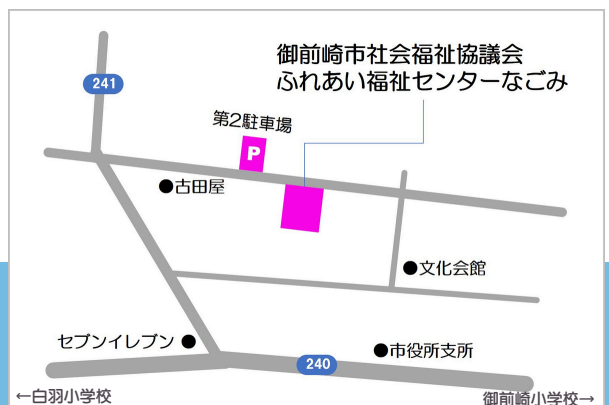 御前崎市社会福祉協議会
ふれあい福祉センターなごみ
241
第2駐車場
P
●古田屋
●文化会館
セブンイレブン●
●市役所支所
240
←白羽小学校
御前崎小学校→